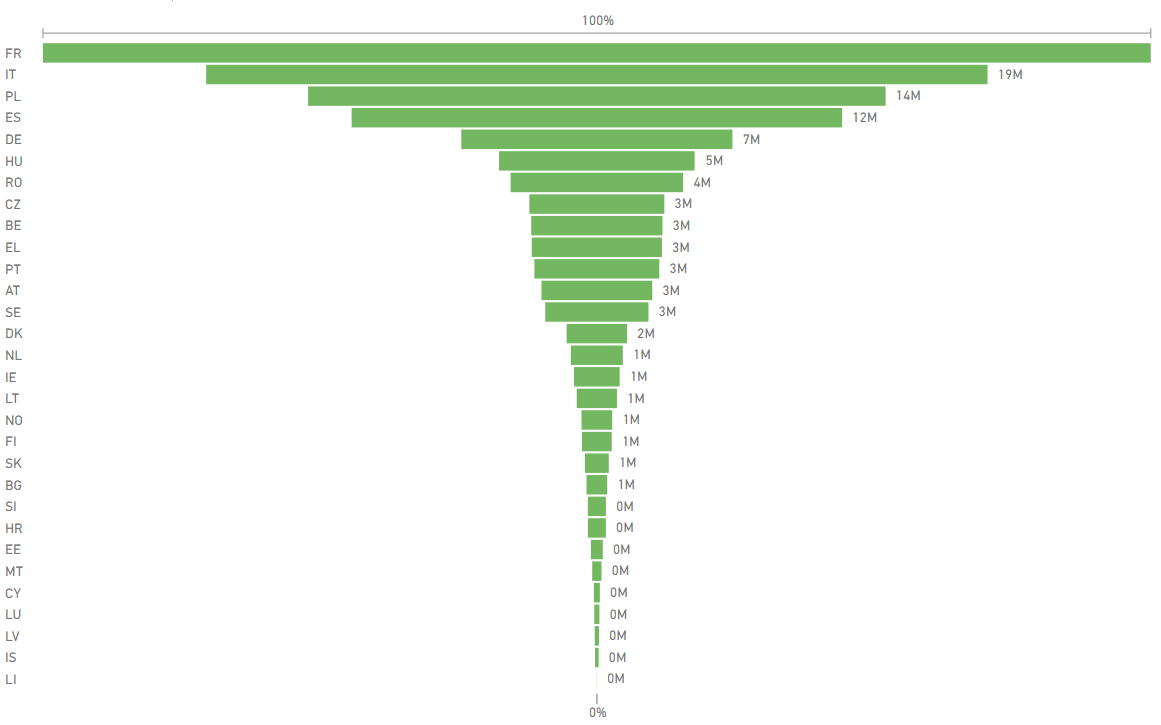 100%
FR
IT 19M
PL 14M
ES 12M
DE 7M
HU 5M
RO 4M
CZ 3M
BE 3M
EL 3M
PT 3M
AT 3M
SE 3M
DK 2M
NL 1M
IE 1M
LT 1M
NO 1M
FI 1M
SK 1M
BG 1M
SI 0M
HR 0M
EE 0M
MT 0M
CY 0M
LU 0M
LV 0M
IS 0M
LI 0M
0%